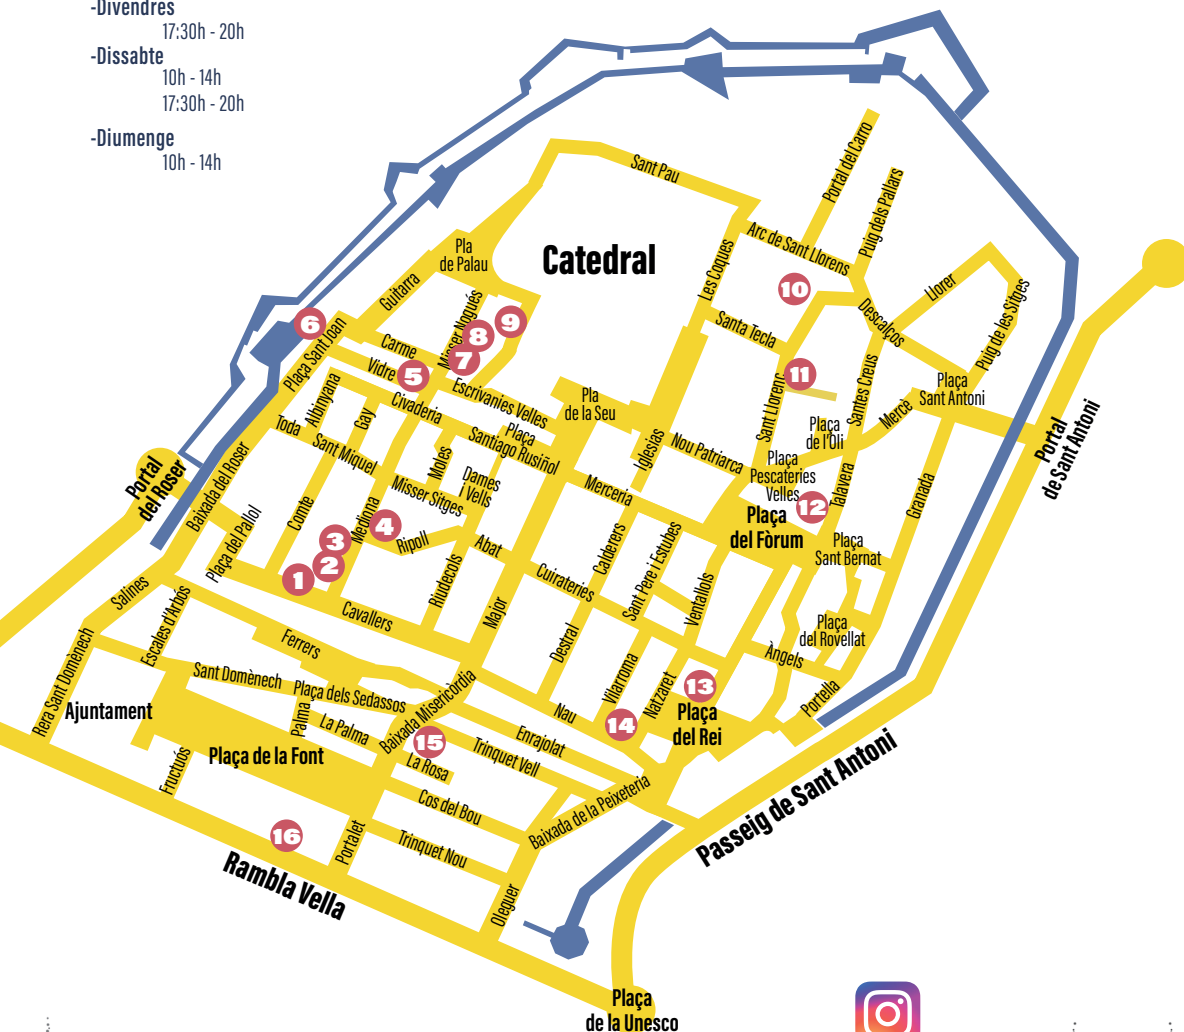 -Divendres
17:30h - 20h
-Dissabte
10h - 14h
17:30h - 20h
-Diumenge
10h - 14h
Sant Pau
Portal del Carro
Puig dels Pallars
Arc de Sant Llorens
Pla
de Palau
Catedral
Les Coques
Guitarra
Misser Nogués
10
Llorer
Puig de les Sitges
Descalços
6
9
8
7
Plaça Sant Joan
Carme
Vidre
5
Santa Tecla
11
Escrivanies Velles
Pla
de la Seu
Sant Llorenç
Santes Creus
Plaça
Sant Antoni
Merce
Albinyana
Gay
Civaderia
Plaça
Santiago Rusiñol
Plaça
de l'Oli
Portal
de Sant Antoni
Toda
Sant Miquel
Moles
Iglesias
Nou Patriarca
Plaça
Pescateries
Velles
Talavera
Granada
Portal
del Roser
Baixada del Roser
Misser Sitges
Dames
i Vells
Merceria
12
Plaça
del Fòrum
Plaça
Sant Bernat
Plaça del Pallol
Comte
Medinna
4
3
2
1
Ripoll
Abat
Cuirateries
Calderers
Sant Pere i Estubes
Ventallols
Riudecols
Major
Salines
Escales d'Arbós
Cavallers
Ferrers
Destral
Plaça
del Rovellat
Àngels
Portella
Rera Sant Domènech
Sant Domènech
Plaça dels Sedassos
Vilarroma
Natzaret
13
Plaça
del Rei
Ajuntament
Palma
La Palma
Baixada Misericòrdia
Nau
14
15
Enrajolat
Trinquet Vell
La Rosa
Plaça de la Font
Fructuós
Cos del Bou
Baixada de la Peixeteria
Passeig de Sant Antoni
16
Portalet
Trinquet Nou
Rambla Vella
Oleguer
Plaça
de la Unesco